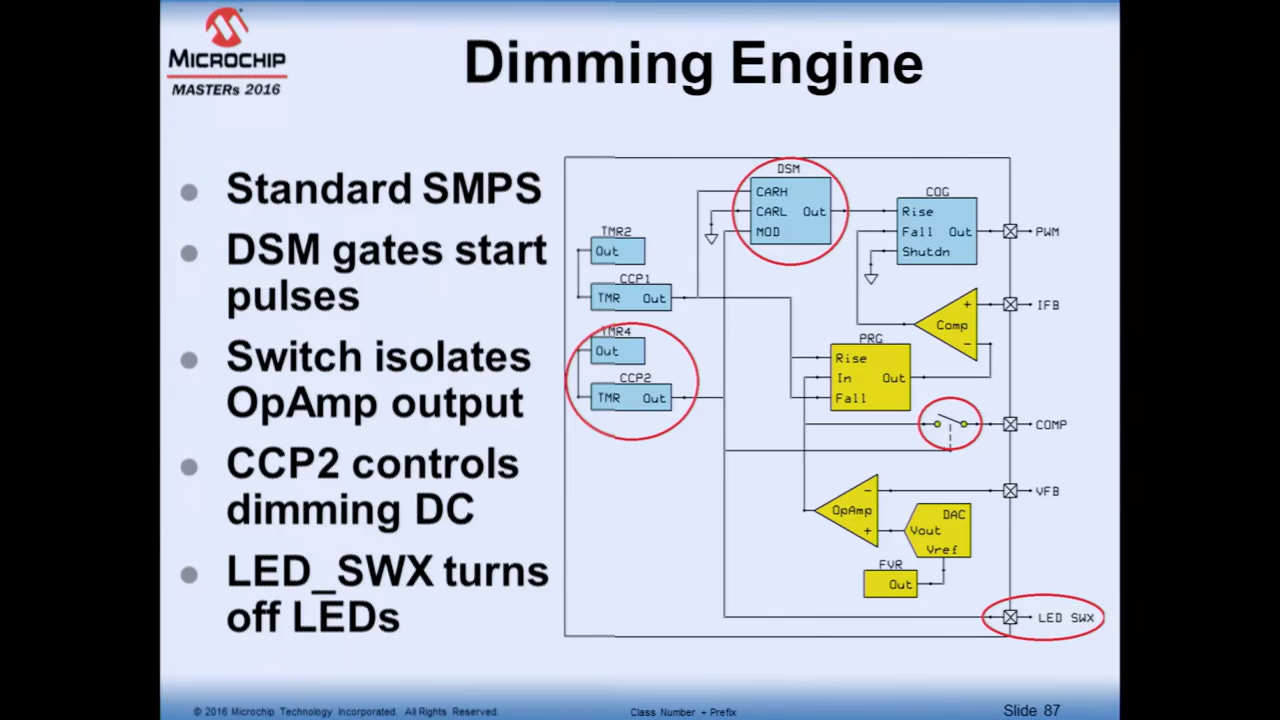 MICROCHIP
MASTERs 2016
Dimming Engine
Standard SMPS
DSM gates start
pulses
Switch isolates
OpAmp output
CCP2 controls
dimming DC
LED_SWX turns
off LEDs
DSM
CARH
CARL Out
MOD
COG
Rise
Fall Out
Shutdn
PWM
TMR2
Out
CCP1
TMR Out
IFB
Comp
+
-
TMR4
Out
CCP2
TMR Out
PRG
Rise
In Out
Fall
COMP
VFB
OpAmp
-
+
DAC
Vout
Vref
FVR
Out
LED SWX
© 2016 Microchip Technology Incorporated. All Rights Reserved.
Class Number + Prefix
Slide 87